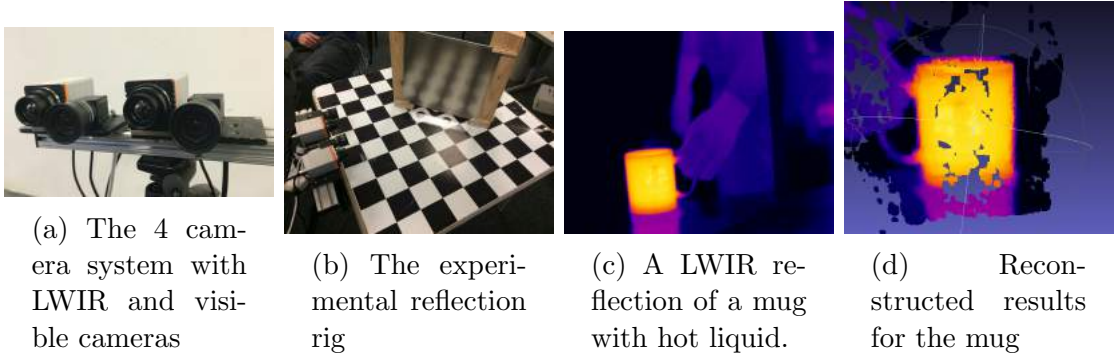 (a) The 4 cam-
era system with
LWIR and visi-
ble cameras
(b) The experi-
mental reflection
rig
(c) A LWIR re-
flection of a mug
with hot liquid.
(d) Recon-
structed results
for the mug